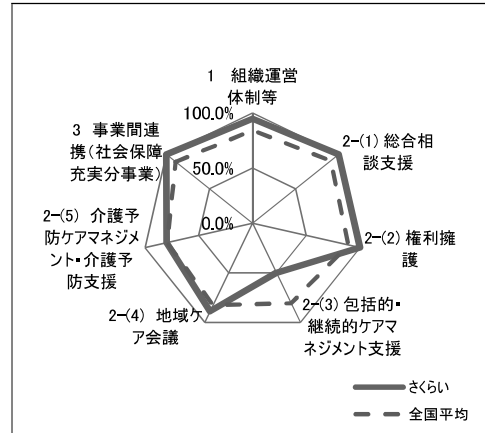 1 組織運営
体制等
100.0%
50.0%
0.0%
2-(1) 総合相
談支援
2-(2) 権利擁
護
2-(3) 包括的・
継続的ケアマ
ネジメント支援
2-(4) 地域ケ
ア会議
2-(5) 介護予
防ケアマネジメ
ント・介護予
防支援
3 事業間連
携(社会保障
充実分事業)
さくらい
全国平均